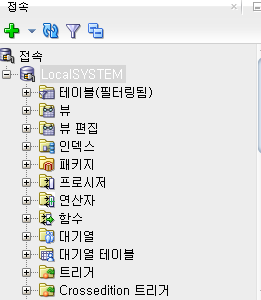 접속
접속
LocalSYSTEM
테이블(필터링됨)
뷰
뷰 편집
인덱스
패키지
프로시저
연산자
함수
대기열
대기열 테이블
트리거
Crossedition 트리거